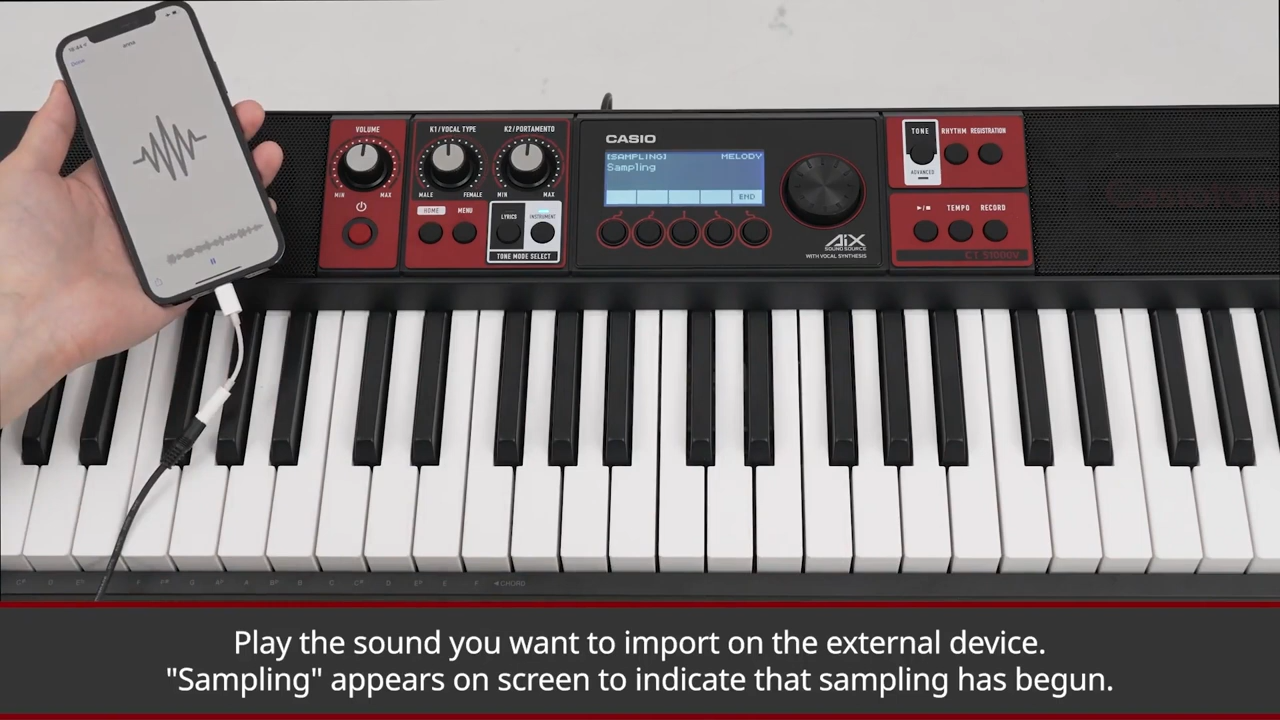 Done
VOLUME
MIN
MAX
K1/VOCAL TYPE
K2/PORTAMENTO
MALE
FEMALE
MIN
MAX
HOME
MENU
LYRICS
INSTRUMENT
TONE MODE SELECT
CASIO
[SAMPLING] MELODY
Sampling
END
AiX
SOUND SOURCE
WITH VOCAL SYNTHESIS
TONE
RHYTHM
REGISTRATION
ADVANCED
▶/■
TEMPO
RECORD
CT-S1000V
◀CHORD
Play the sound you want to import on the external device.
"Sampling" appears on screen to indicate that sampling has begun.